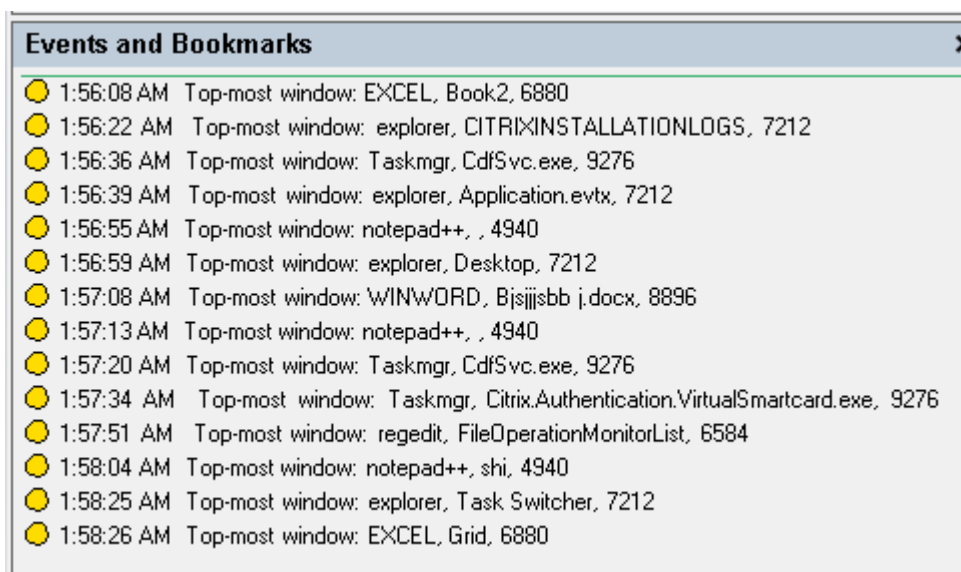 Events and Bookmarks
1:56:08 AM Top-most window: EXCEL, Book2, 6880
1:56:22 AM Top-most window: explorer, CITRIXINSTALLATIONLOGS, 7212
1:56:36 AM Top-most window: Taskmgr, CdfSvc.exe, 9276
1:56:39 AM Top-most window: explorer, Application.evtx, 7212
1:56:55 AM Top-most window: notepad++, , 4940
1:56:59 AM Top-most window: explorer, Desktop, 7212
1:57:08 AM Top-most window: WINWORD, Bjsjjjsbb j.docx, 8896
1:57:13 AM Top-most window: notepad++, , 4940
1:57:20 AM Top-most window: Taskmgr, CdfSvc.exe, 9276
1:57:34 AM Top-most window: Taskmgr, Citrix.Authentication.VirtualSmartcard.exe, 9276
1:57:51 AM Top-most window: regedit, FileOperationMonitorList, 6584
1:58:04 AM Top-most window: notepad++, shi, 4940
1:58:25 AM Top-most window: explorer, Task Switcher, 7212
1:58:26 AM Top-most window: EXCEL, Grid, 6880